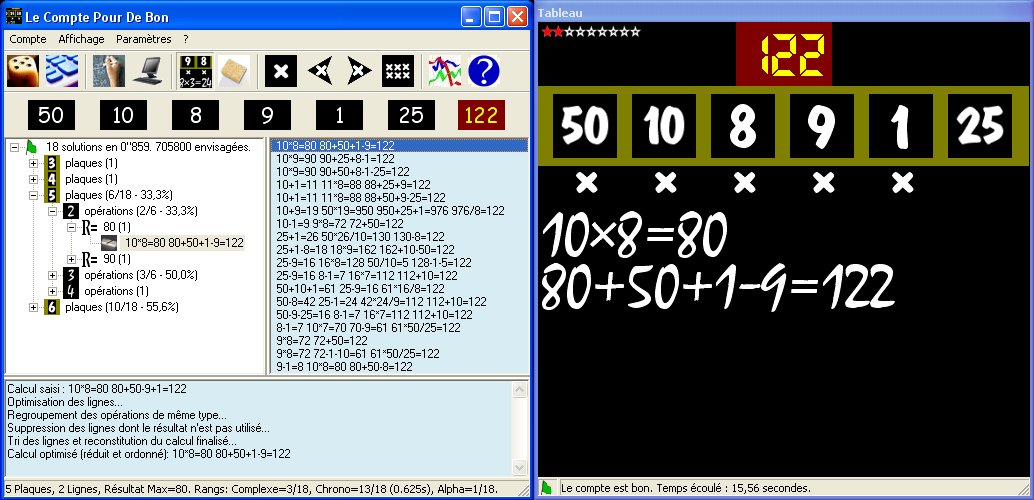 Le Compte Pour De Bon
Compte Affichage Paramètres ?
9 8
8×3=24
50 10 8 9 1 25 122
18 solutions en 0"859. 705800 envisagées.
3 plaques (1)
4 plaques (1)
5 plaques (6/18 - 33,3%)
2 opérations (2/6 - 33,3%)
R= 80 (1)
10*8=80 80+50+1-9=122
R= 90 (1)
3 opérations (3/6 - 50,0%)
4 opérations (1)
6 plaques (10/18 - 55,6%)
10*8=80 80+50+1-9=122
10*9=90 90+25+8-1=122
10*9=90 90+50+8-1-25=122
10+1=11 11*8=88 88+25+9=122
10+1=11 11*8=88 88+50+9-25=122
10+9=19 50*19=950 950+25+1=976 976/8=122
10-1=9 9*8=72 72+50=122
25+1=26 50*26/10=130 130-8=122
25+1-8=18 18*9=162 162+10-50=122
25-9=16 16*8=128 50/10=5 128-1-5=122
25-9=16 8-1=7 16*7=112 112+10=122
50+10+1=61 25-9=16 61*16/8=122
50-8=42 25-1=24 42*24/9=112 112+10=122
50-9-25=16 8-1=7 16*7=112 112+10=122
8-1=7 10*7=70 70-9=61 61*50/25=122
9*8=72 72+50=122
9*8=72 72-1-10=61 61*50/25=122
9-1=8 10*8=80 80+50-8=122
Calcul saisi : 10*8=80 80+50-9+1=122
Optimisation des lignes...
Regroupement des opérations de même type...
Suppression des lignes dont le résultat n'est pas utilisé...
Tri des lignes et reconstitution du calcul finalisé...
Calcul optimisé (réduit et ordonné): 10*8=80 80+50+1-9=122
5 Plaques, 2 Lignes, Résultat Max=80. Rangs: Complexe=3/18, Chrono=13/18 (0.625s), Alpha=1/18.
Tableau
122
50 10 8 9 1 25
× × × × ×
10×8=80
80+50+1-9=122
Le compte est bon. Temps écoulé : 15,56 secondes.